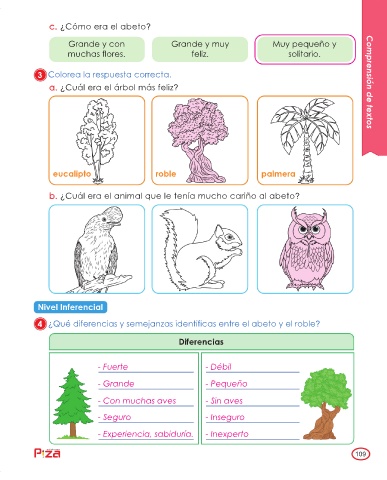 c. ¿Cómo era el abeto?
Grande y con
muchas flores.
Grande y muy
feliz.
Muy pequeño y
solitario.
3 Colorea la respuesta correcta.
a. ¿Cuál era el árbol más feliz?
eucalipto
roble
palmera
b. ¿Cuál era el animal que le tenía mucho cariño al abeto?
Nivel Inferencial
4 ¿Qué diferencias y semejanzas identificas entre el abeto y el roble?
Diferencias
- Fuerte
- Grande
- Con muchas aves
- Seguro
- Experiencia, sabiduría.
- Débil
- Pequeño
- Sin aves
- Inseguro
- Inexperto
Comprensión de textos
Piza
109